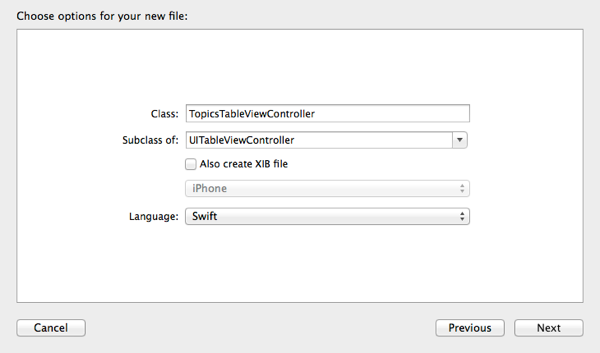 Choose options for your new file:
Class: TopicsTableViewController
Subclass of: UITableViewController
Also create XIB file
iPhone
Language: Swift
Cancel Previous Next